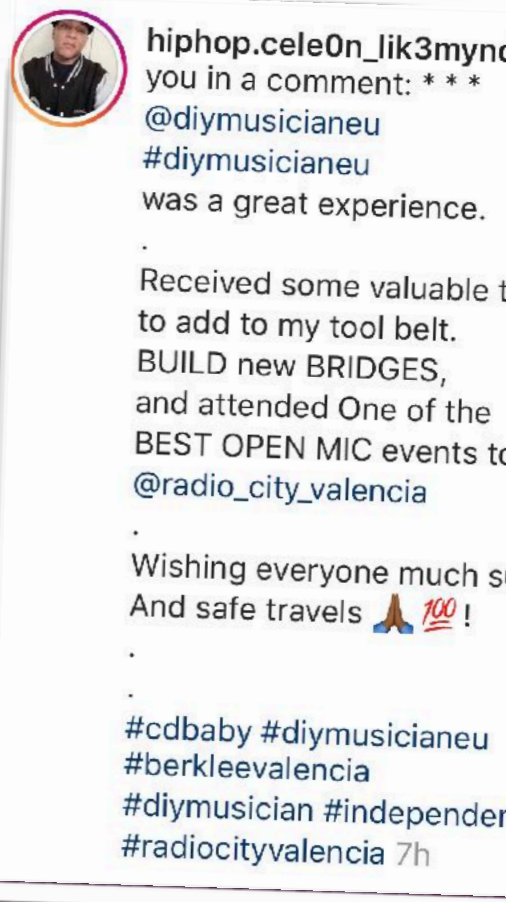 hiphop.cele0n_lik3myn
you in a comment: * * *
@diymusicianeu
#diymusicianeu
was a great experience.
.
Received some valuable
to add to my tool belt.
BUILD new BRIDGES,
and attended One of the
BEST OPEN MIC events
@radio_city_valencia
.
Wishing everyone much
And safe travels 🙏🏾 💯 !
.
.
#cdbaby #diymusicianeu
#berkleevalencia
#diymusician
#radiocityvalencia 7h